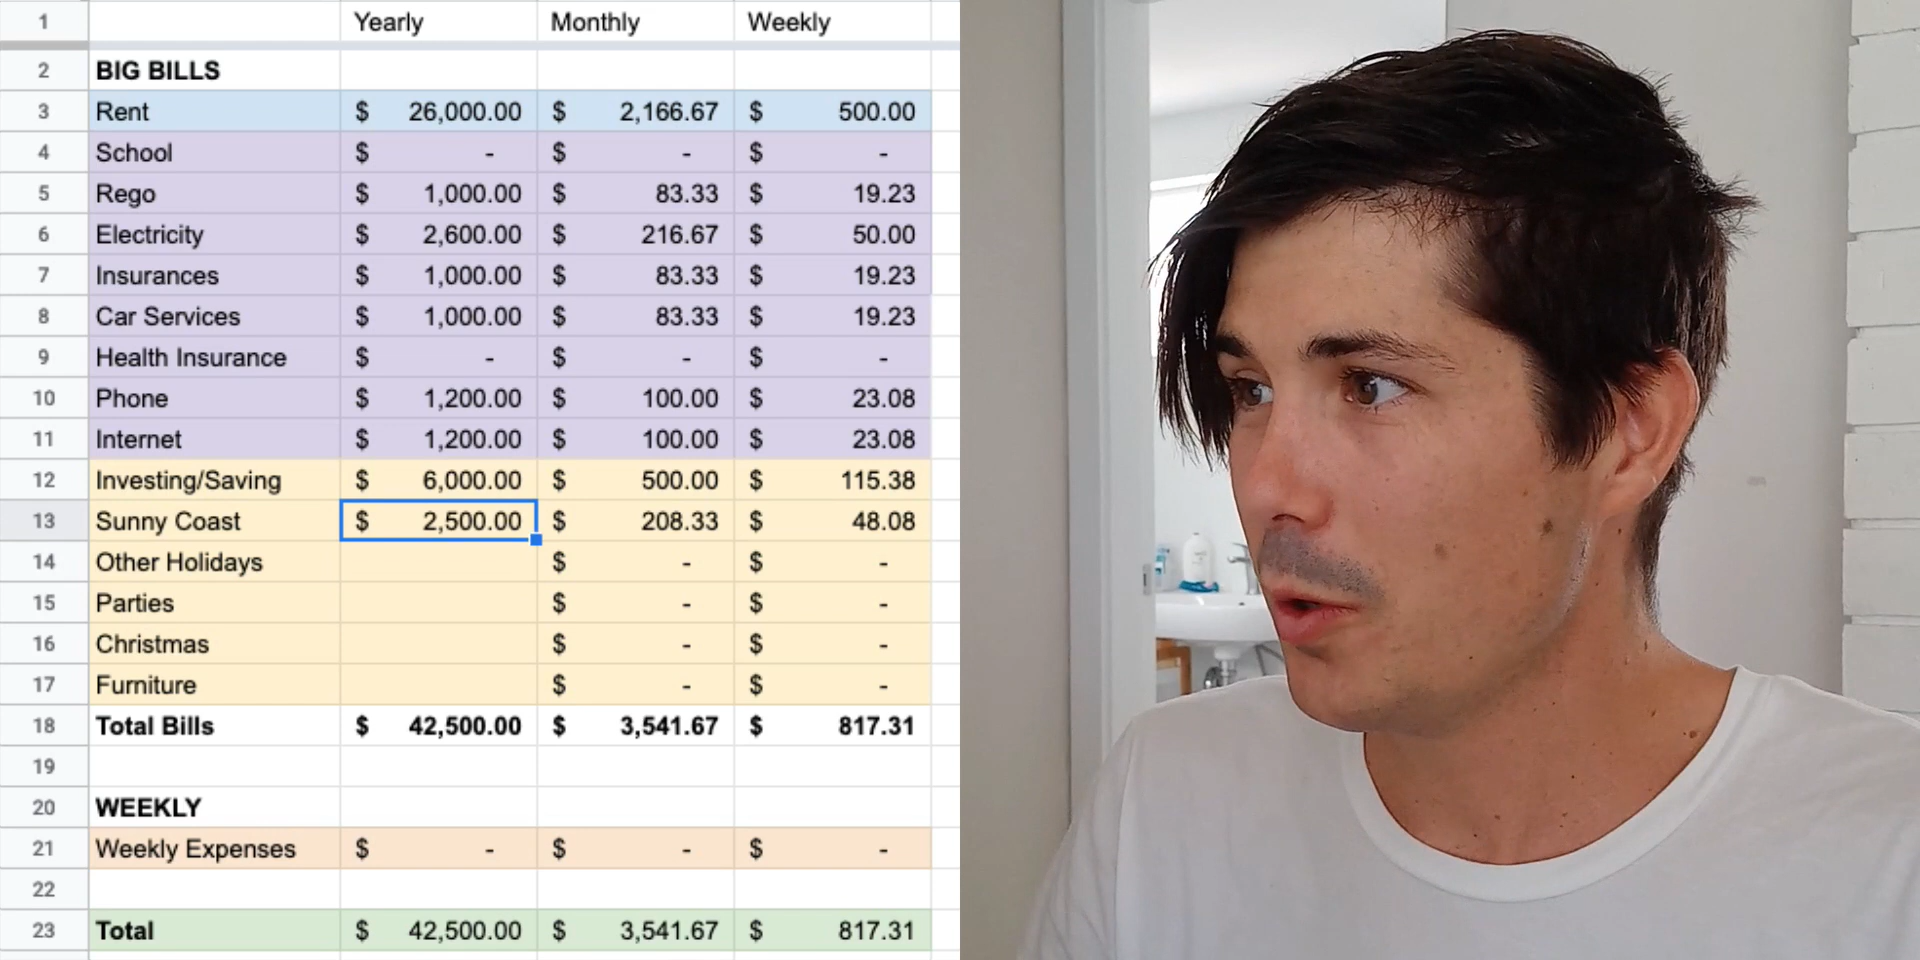 1 Yearly Monthly Weekly
2 BIG BILLS
3 Rent $ 26,000.00 $ 2,166.67 $ 500.00
4 School $ - $ - $ -
5 Rego $ 1,000.00 $ 83.33 $ 19.23
6 Electricity $ 2,600.00 $ 216.67 $ 50.00
7 Insurances $ 1,000.00 $ 83.33 $ 19.23
8 Car Services $ 1,000.00 $ 83.33 $ 19.23
9 Health Insurance $ - $ - $ -
10 Phone $ 1,200.00 $ 100.00 $ 23.08
11 Internet $ 1,200.00 $ 100.00 $ 23.08
12 Investing/Saving $ 6,000.00 $ 500.00 $ 115.38
13 Sunny Coast $ 2,500.00 $ 208.33 $ 48.08
14 Other Holidays $ - $ -
15 Parties $ - $ -
16 Christmas $ - $ -
17 Furniture $ - $ -
18 Total Bills $ 42,500.00 $ 3,541.67 $ 817.31
19
20 WEEKLY
21 Weekly Expenses $ - $ - $ -
22
23 Total $ 42,500.00 $ 3,541.67 $ 817.31